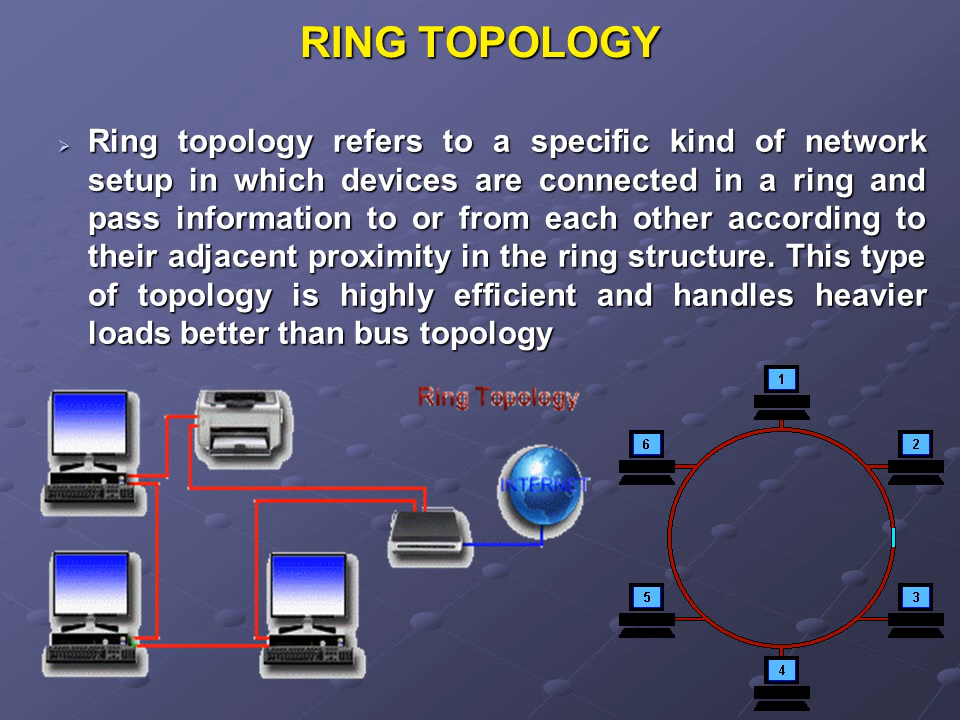 RING TOPOLOGY
Ring topology refers to a specific kind of network
setup in which devices are connected in a ring and
pass information to or from each other according to
their adjacent proximity in the ring structure. This type
of topology is highly efficient and handles heavier
loads better than bus topology
Ring Topology
INTERNET
1
6
2
5
3
4